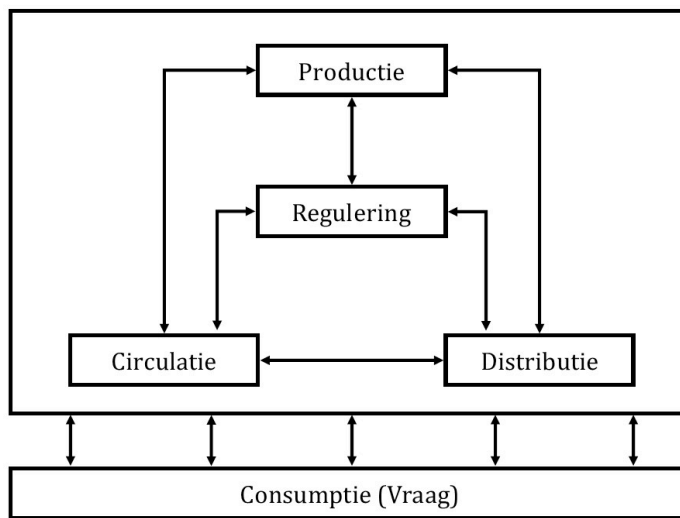 Productie
Regulering
Circulatie
Distributie
Consumptie (Vraag)